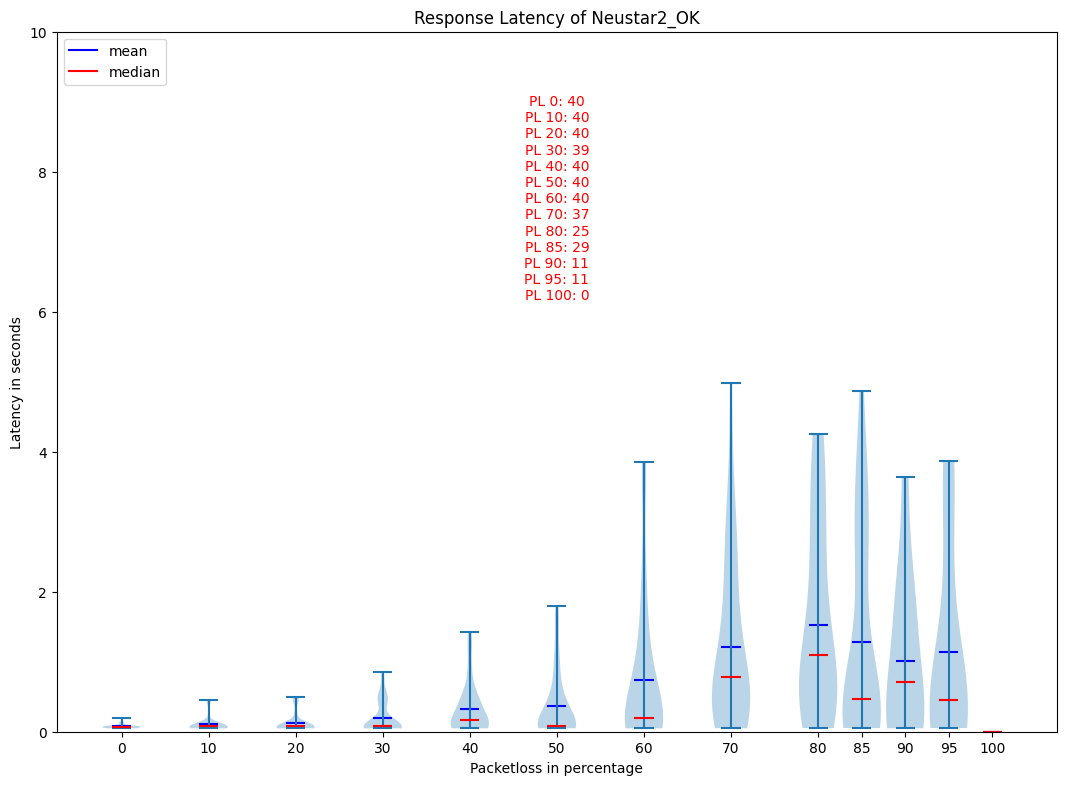 Response Latency of Neustar2_OK
10
mean
median
PL 0: 40
PL 10: 40
PL 20: 40
PL 30: 39
PL 40: 40
PL 50: 40
PL 60: 40
PL 70: 37
PL 80: 25
PL 85: 29
PL 90: 11
PL 95: 11
PL 100: 0
8
6
4
2
0
Latency in seconds
0 10 20 30 40 50 60 70 80 85 90 95 100
Packetloss in percentage